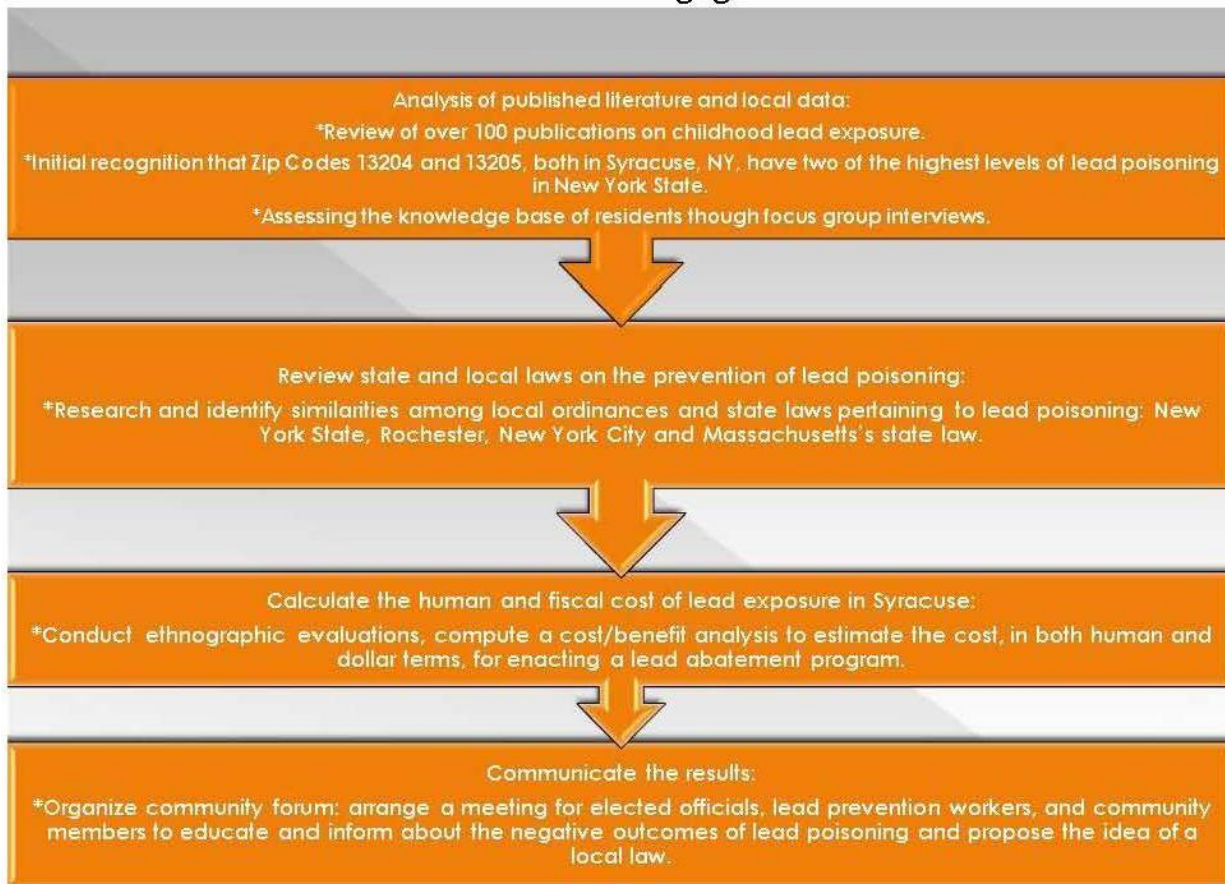 Analysis of published literature and local data:
*Review of over 100 publications on childhood lead exposure.
*Initial recognition that Zip Codes 13204 and 13205, both in Syracuse, NY, have two of the highest levels of lead poisoning
in New York State.
*Assessing the knowledge base of residents though focus group interviews.
Review state and local laws on the prevention of lead poisoning:
*Research and identify similarities among local ordinances and state laws pertaining to lead poisoning: New
York State, Rochester, New York City and Massachusetts's state law.
Calculate the human and fiscal cost of lead exposure in Syracuse:
*Conduct ethnographic evaluations, compute a cost/benefit analysis to estimate the cost, in both human and
dollar terms, for enacting a lead abatement program.
Communicate the results:
*Organize community forum: arrange a meeting for elected officials, lead prevention workers, and community
members to educate and inform about the negative outcomes of lead poisoning and propose the idea of a
local law.